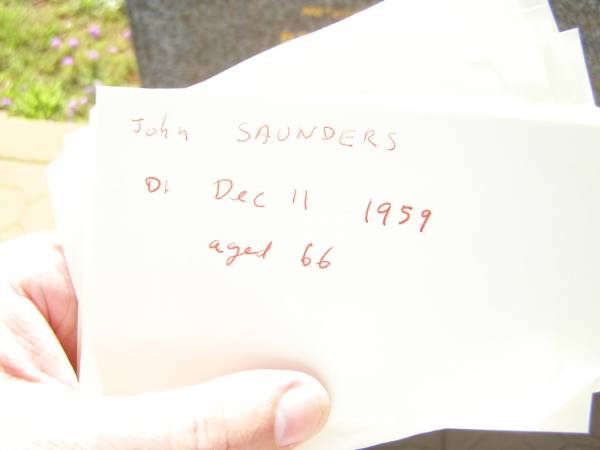 John SAUNDERS
D. Dec 11 1959
aged 66